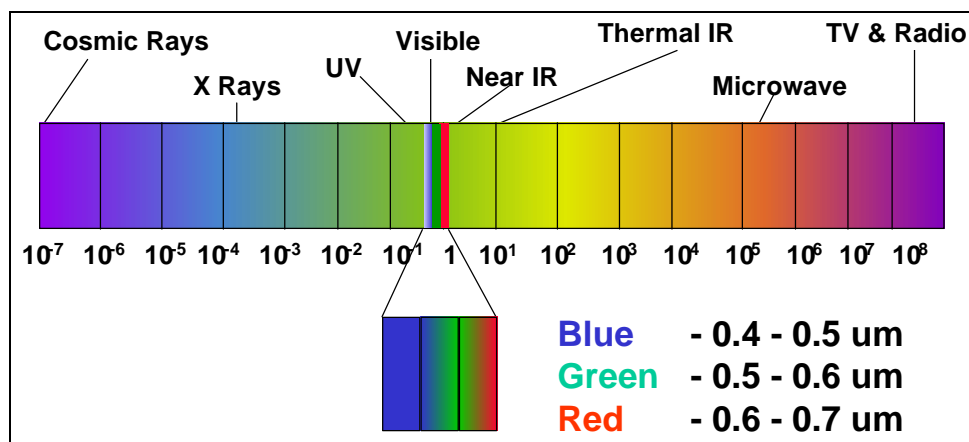 Cosmic Rays
X Rays
UV
Visible
Near IR
Thermal IR
Microwave
TV & Radio
10⁻⁷ 10⁻⁶ 10⁻⁵ 10⁻⁴ 10⁻³ 10⁻² 10⁻¹ 1 10¹ 10² 10³ 10⁴ 10⁵ 10⁶ 10⁷ 10⁸
Blue - 0.4 - 0.5 um
Green - 0.5 - 0.6 um
Red - 0.6 - 0.7 um